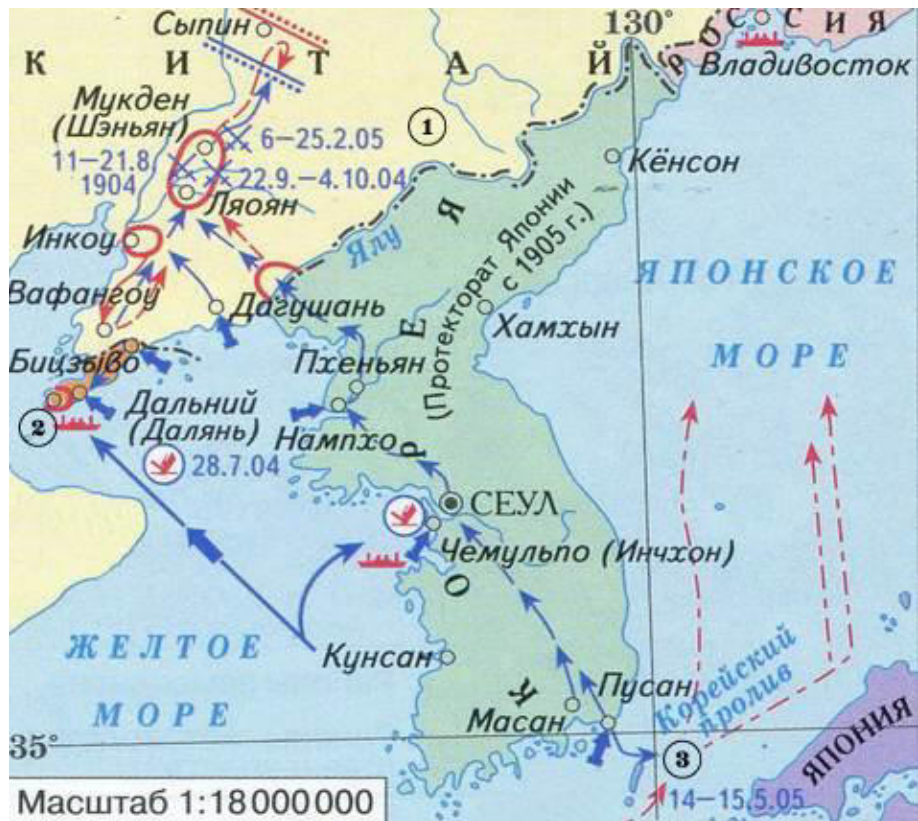 Сыпин
130°
РОССИЯ
КИТАЙ
Владивосток
Мукден
(Шэньян)
1
6–25.2.05
11–21.8.
1904
22.9.–4.10.04
Кёнсон
Ляоян
Инкоу
Ялу
ЯПОНСКОЕ
МОРЕ
Вафангоу
Дагушань
Хамхын
КОРЕЯ
(Протекторат Японии
с 1905 г.)
Бицзыво
Пхеньян
2
Дальний
(Далянь)
Нампхо
28.7.04
СЕУЛ
Чемульпо (Инчхон)
ЖЕЛТОЕ
МОРЕ
Кунсан
Пусан
Масан
Корейский
пролив
35°
3
ЯПОНИЯ
14–15.5.05
Масштаб 1:18 000 000